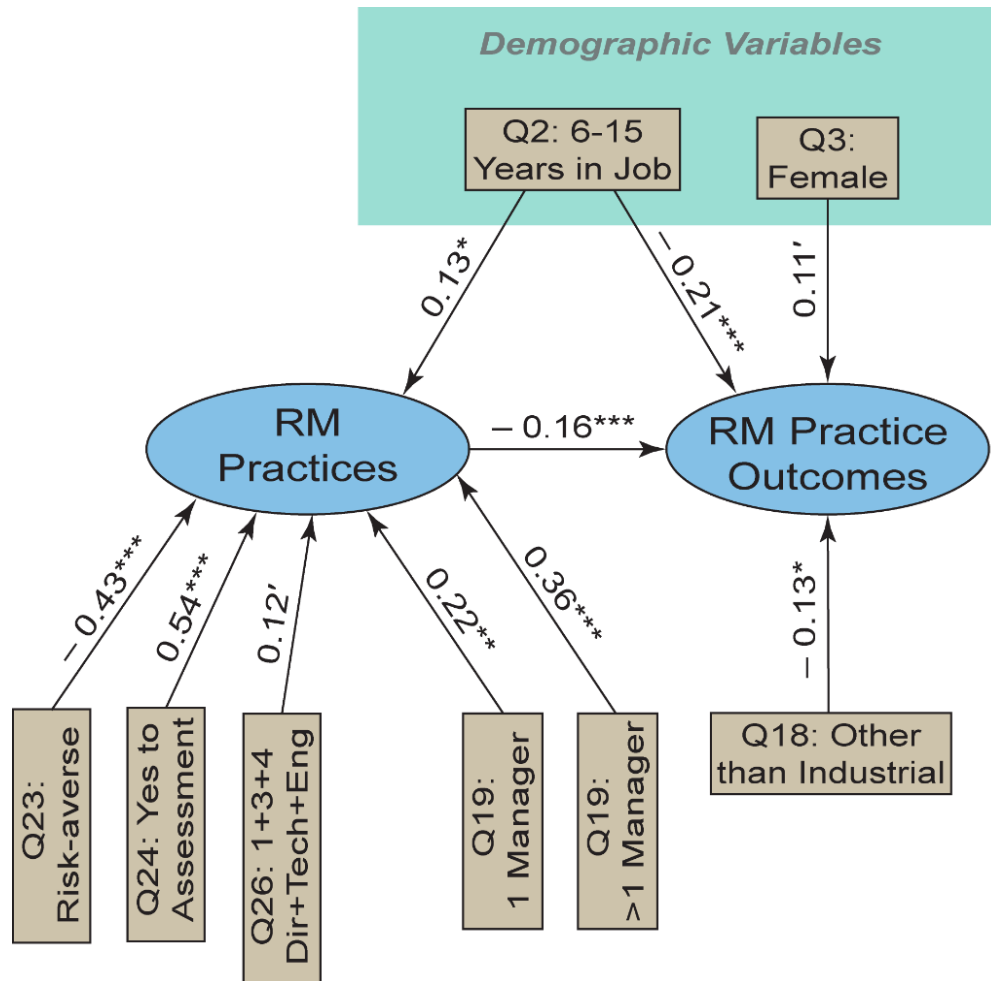 Demographic Variables
Q2: 6-15
Years in Job
Q3:
Female
0.13*
– 0.21***
0.11′
RM
Practices
– 0.16***
RM Practice
Outcomes
– 0.43***
0.54***
0.12′
0.22**
0.36***
– 0.13*
Q23:
Risk-averse
Q24: Yes to
Assessment
Q26: 1+3+4
Dir+Tech+Eng
Q19:
1 Manager
Q19:
>1 Manager
Q18: Other
than Industrial